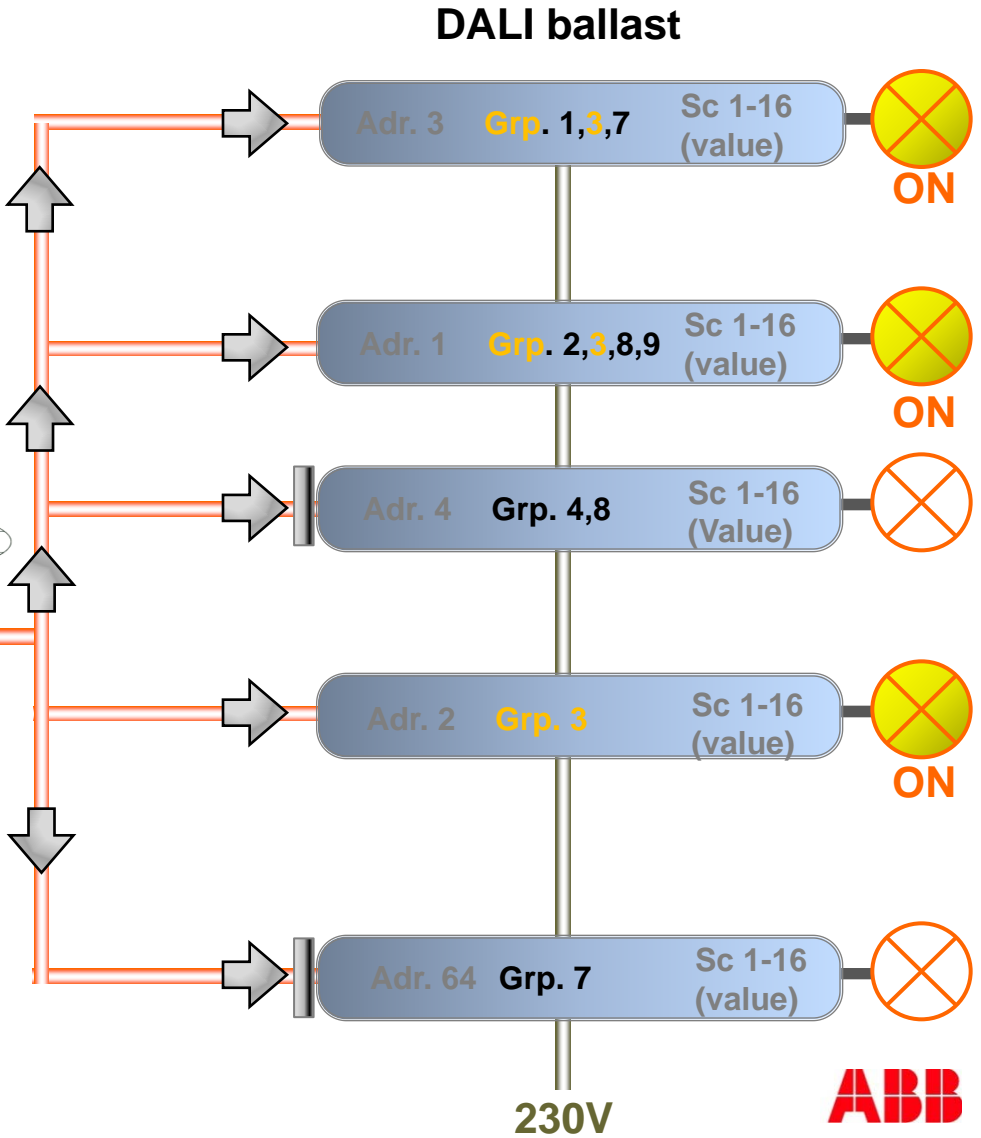 DALI ballast
Adr. 3 Grp. 1,3,7 Sc 1-16
(value)
ON
Adr. 1 Grp. 2,3,8,9 Sc 1-16
(value)
ON
Adr. 4 Grp. 4,8 Sc 1-16
(Value)
Adr. 2 Grp. 3 Sc 1-16
(value)
ON
Adr. 64 Grp. 7 Sc 1-16
(value)
230V
ABB